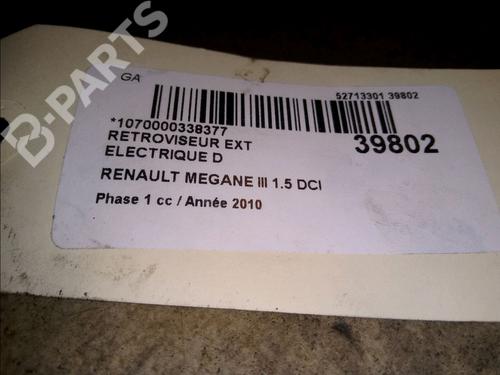 B-PARTS
GA
52713301 39802
*1070000338377
RETROVISEUR EXT
ELECTRIQUE D
39802
RENAULT MEGANE III 1.5 DCI
Phase 1 cc / Année 2010